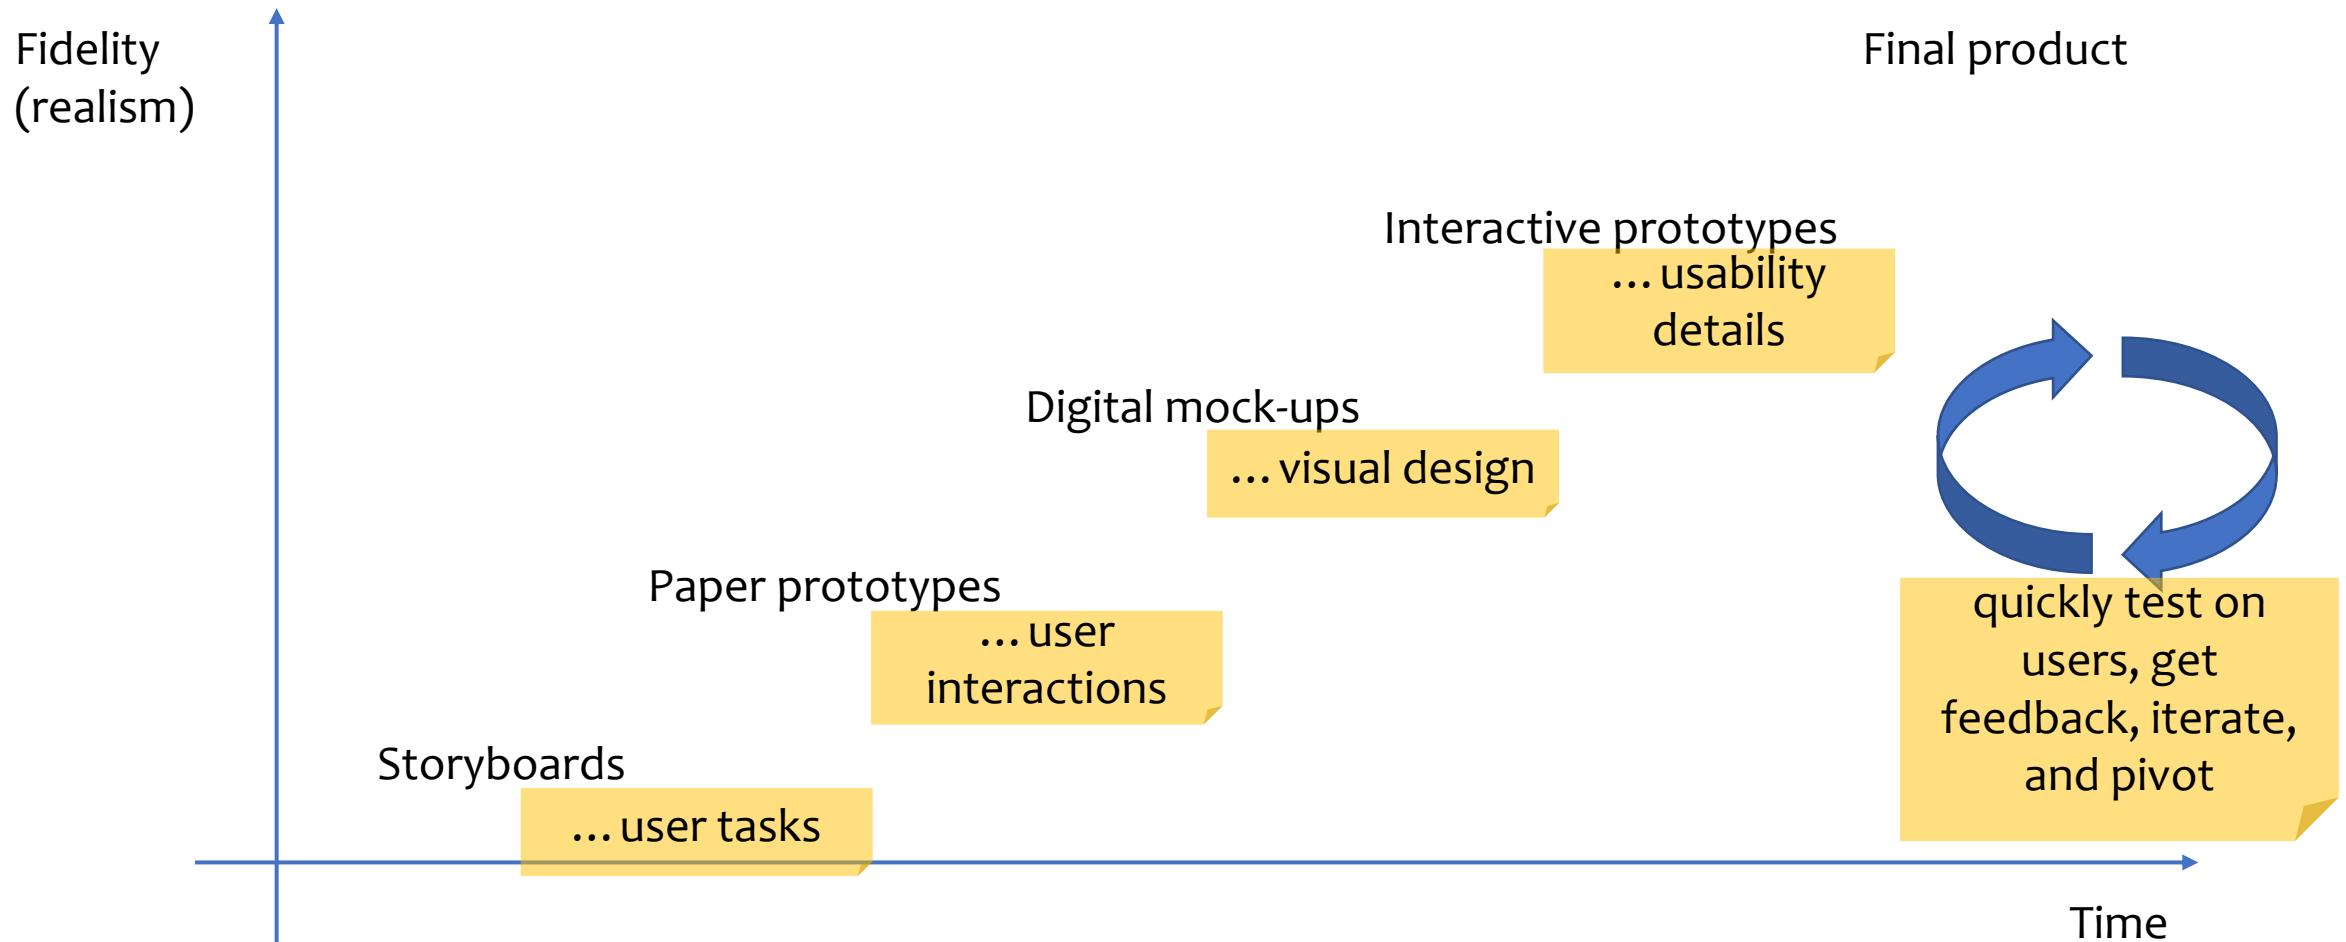 Fidelity
(realism)
Final product
Interactive prototypes
... usability
details
Digital mock-ups
... visual design
Paper prototypes
... user
interactions
Storyboards
... user tasks
quickly test on
users, get
feedback, iterate,
and pivot
Time